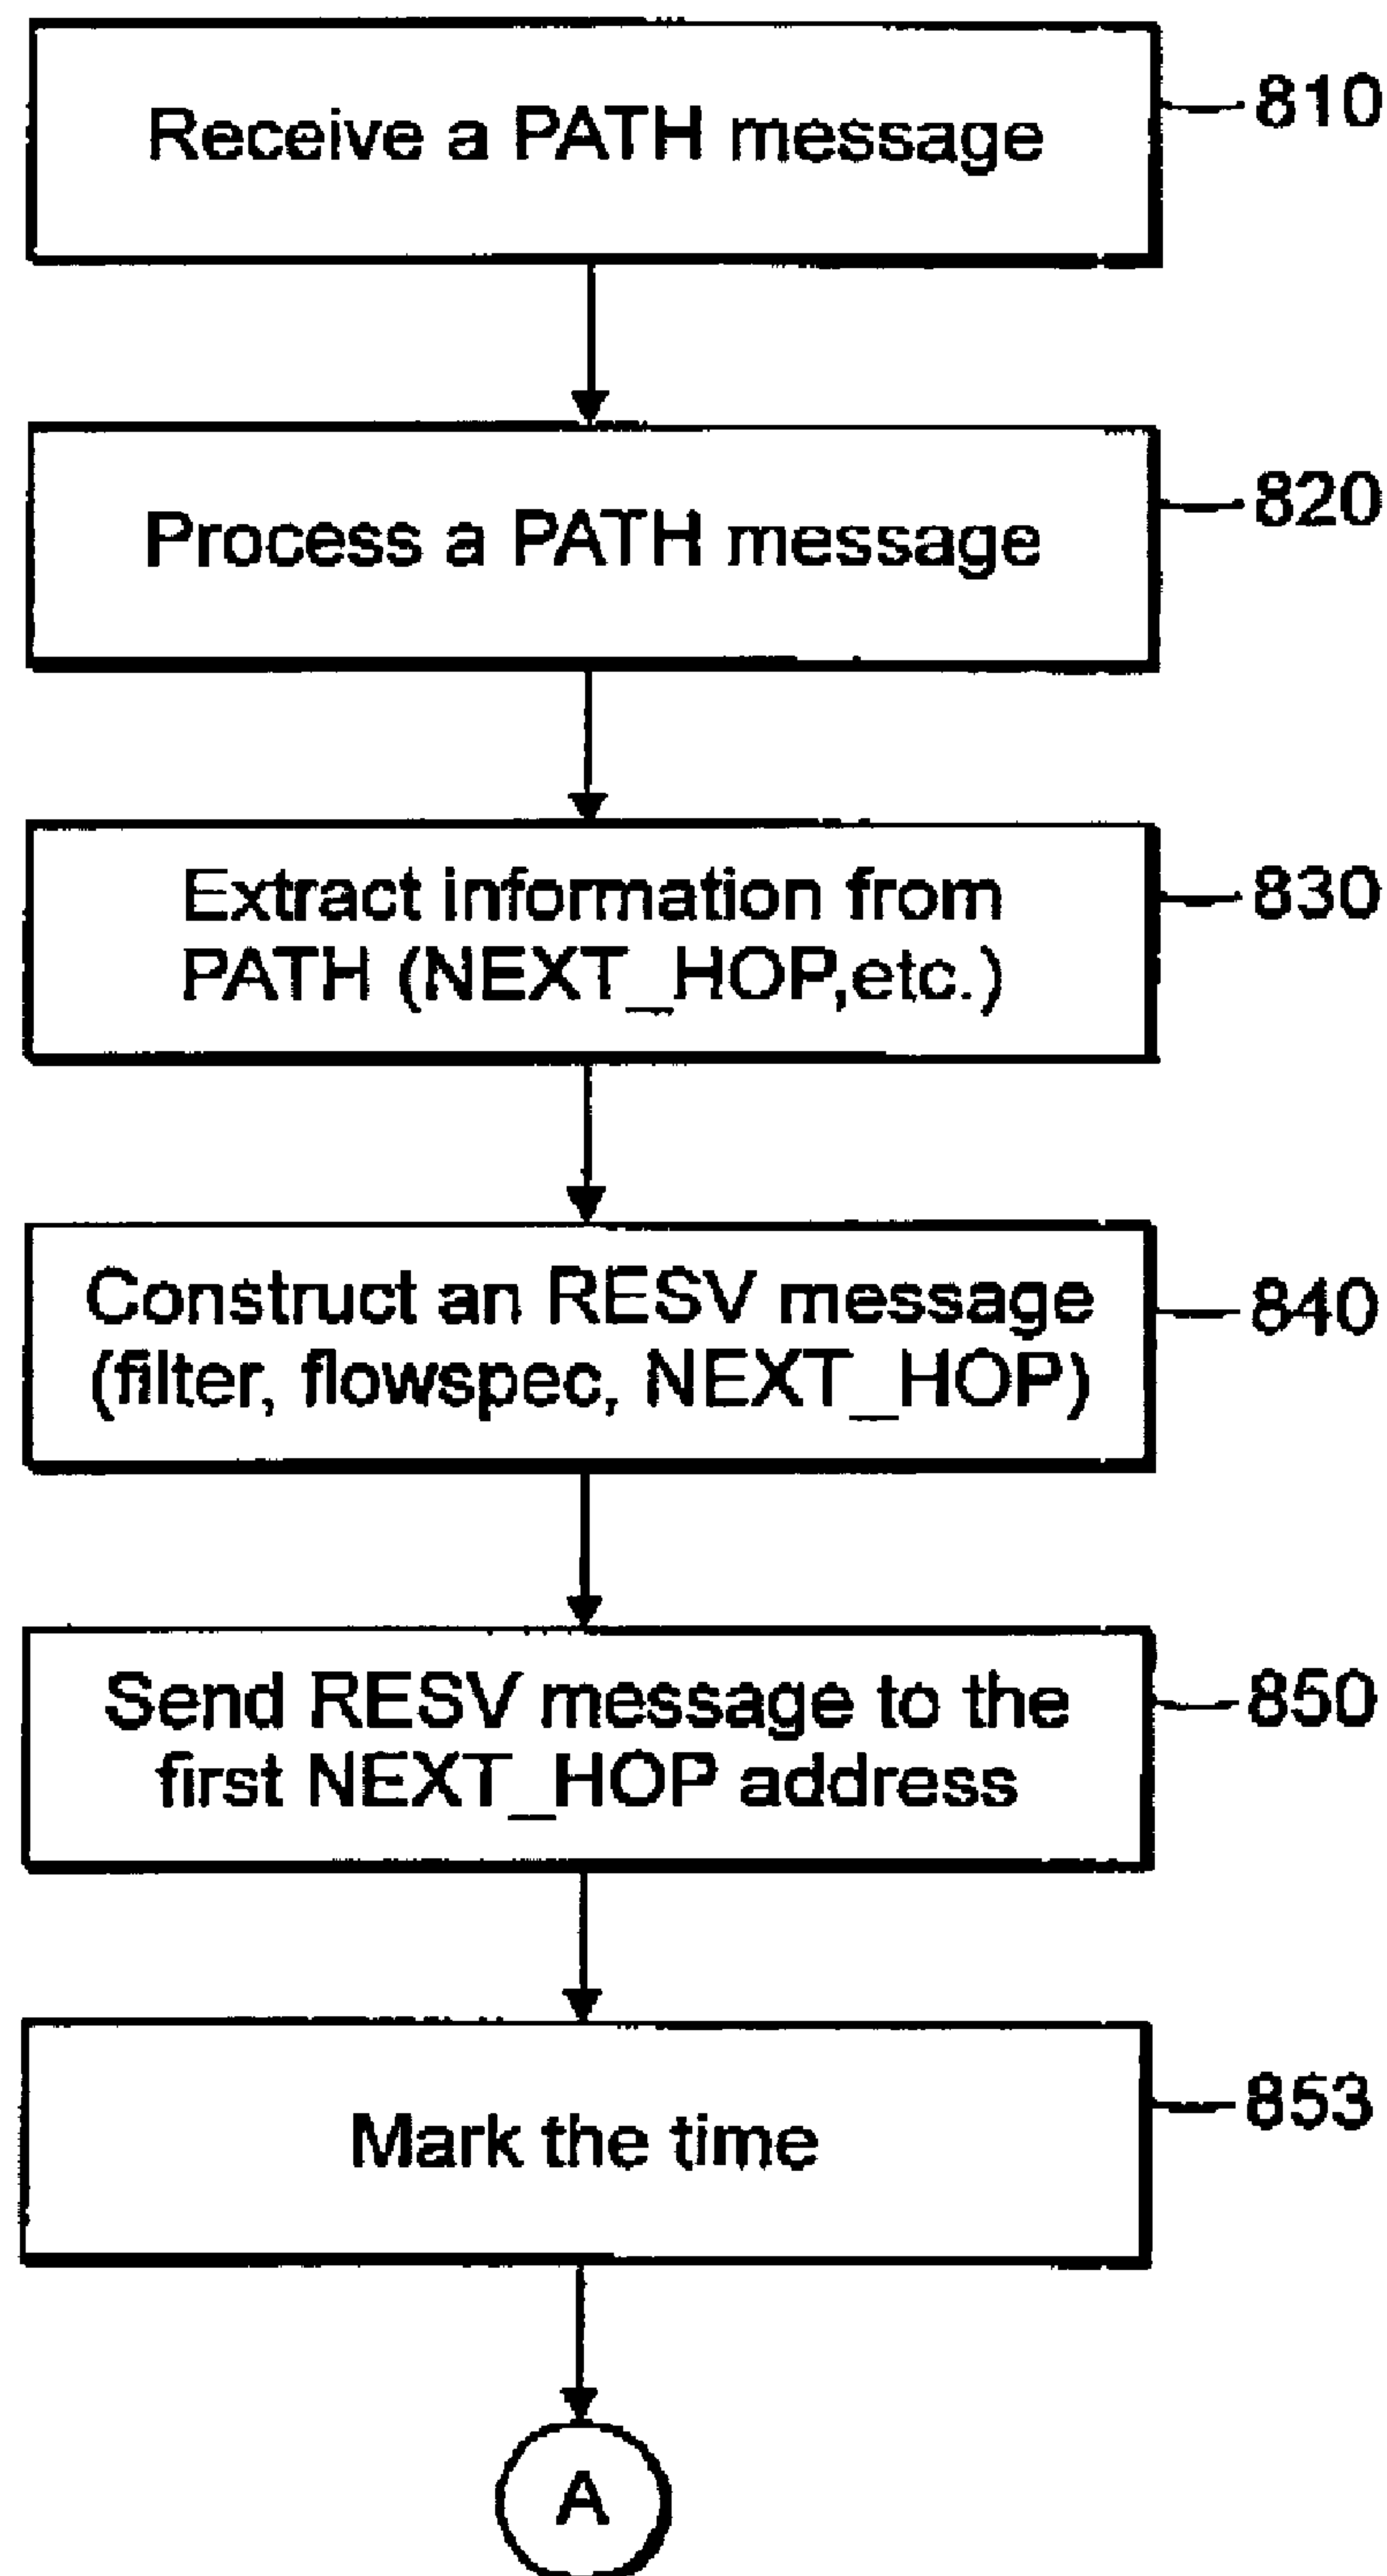 Receive a PATH message
810
Process a PATH message
820
Extract information from
PATH (NEXT_HOP,etc.)
830
Construct an RESV message
(filter, flowspec, NEXT_HOP)
840
Send RESV message to the
first NEXT_HOP address
850
Mark the time
853
A